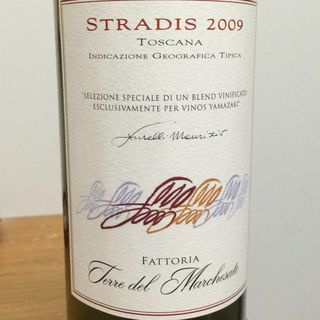 STRADIS 2009
TOSCANA
INDICAZIONE GEOGRAFICA TIPICA
"SELEZIONE SPECIALE DI UN BLEND VINIFICATO
ESCLUSIVAMENTE PER VINOS YAMAZAKI"
FATTORIA
Terre del Marchesato